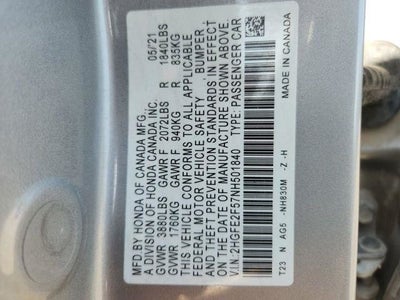 MFD. BY HONDA OF CANADA MFG. 05/21
A DIVISION OF HONDA CANADA INC.
GVWR 3880LBS GAWR F 2072LBS R 1840LBS
GVWR 1760KG GAWR F 940KG R 835KG
THIS VEHICLE CONFORMS TO ALL APPLICABLE
FEDERAL MOTOR VEHICLE SAFETY BUMPER
AND THEFT PREVENTION STANDARDS IN EFFECT
ON THE DATE OF MANUFACTURE SHOWN ABOVE.
V.I.N. 2HGFE2F57NH501840 TYPE: PASSENGER CAR
T23 N AG5 -NH830M -Z -H MADE IN CANADA